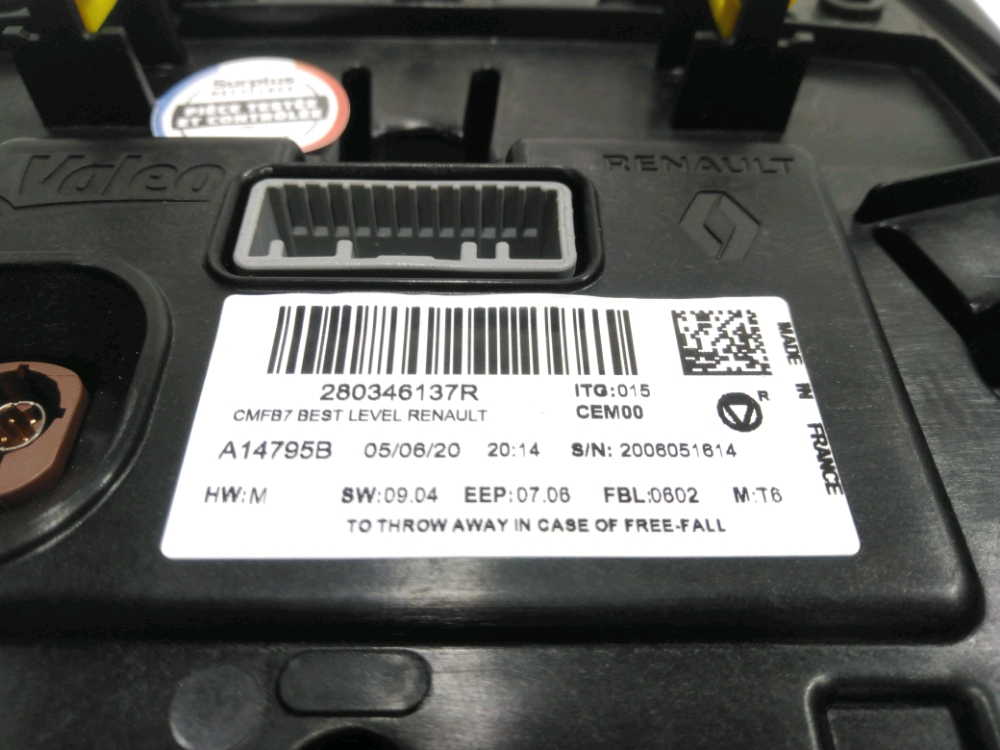 Surplus
PIÈCE TESTÉE
ET CONTRÔLÉE
Valeo
RENAULT
280346137R
ITG:015
CMFB7 BEST LEVEL RENAULT
CEM00
R
A14795B 05/06/20 20:14 S/N: 2006051614
HW:M SW:09.04 EEP:07.06 FBL:0602 M:T6
TO THROW AWAY IN CASE OF FREE-FALL
MADE IN FRANCE